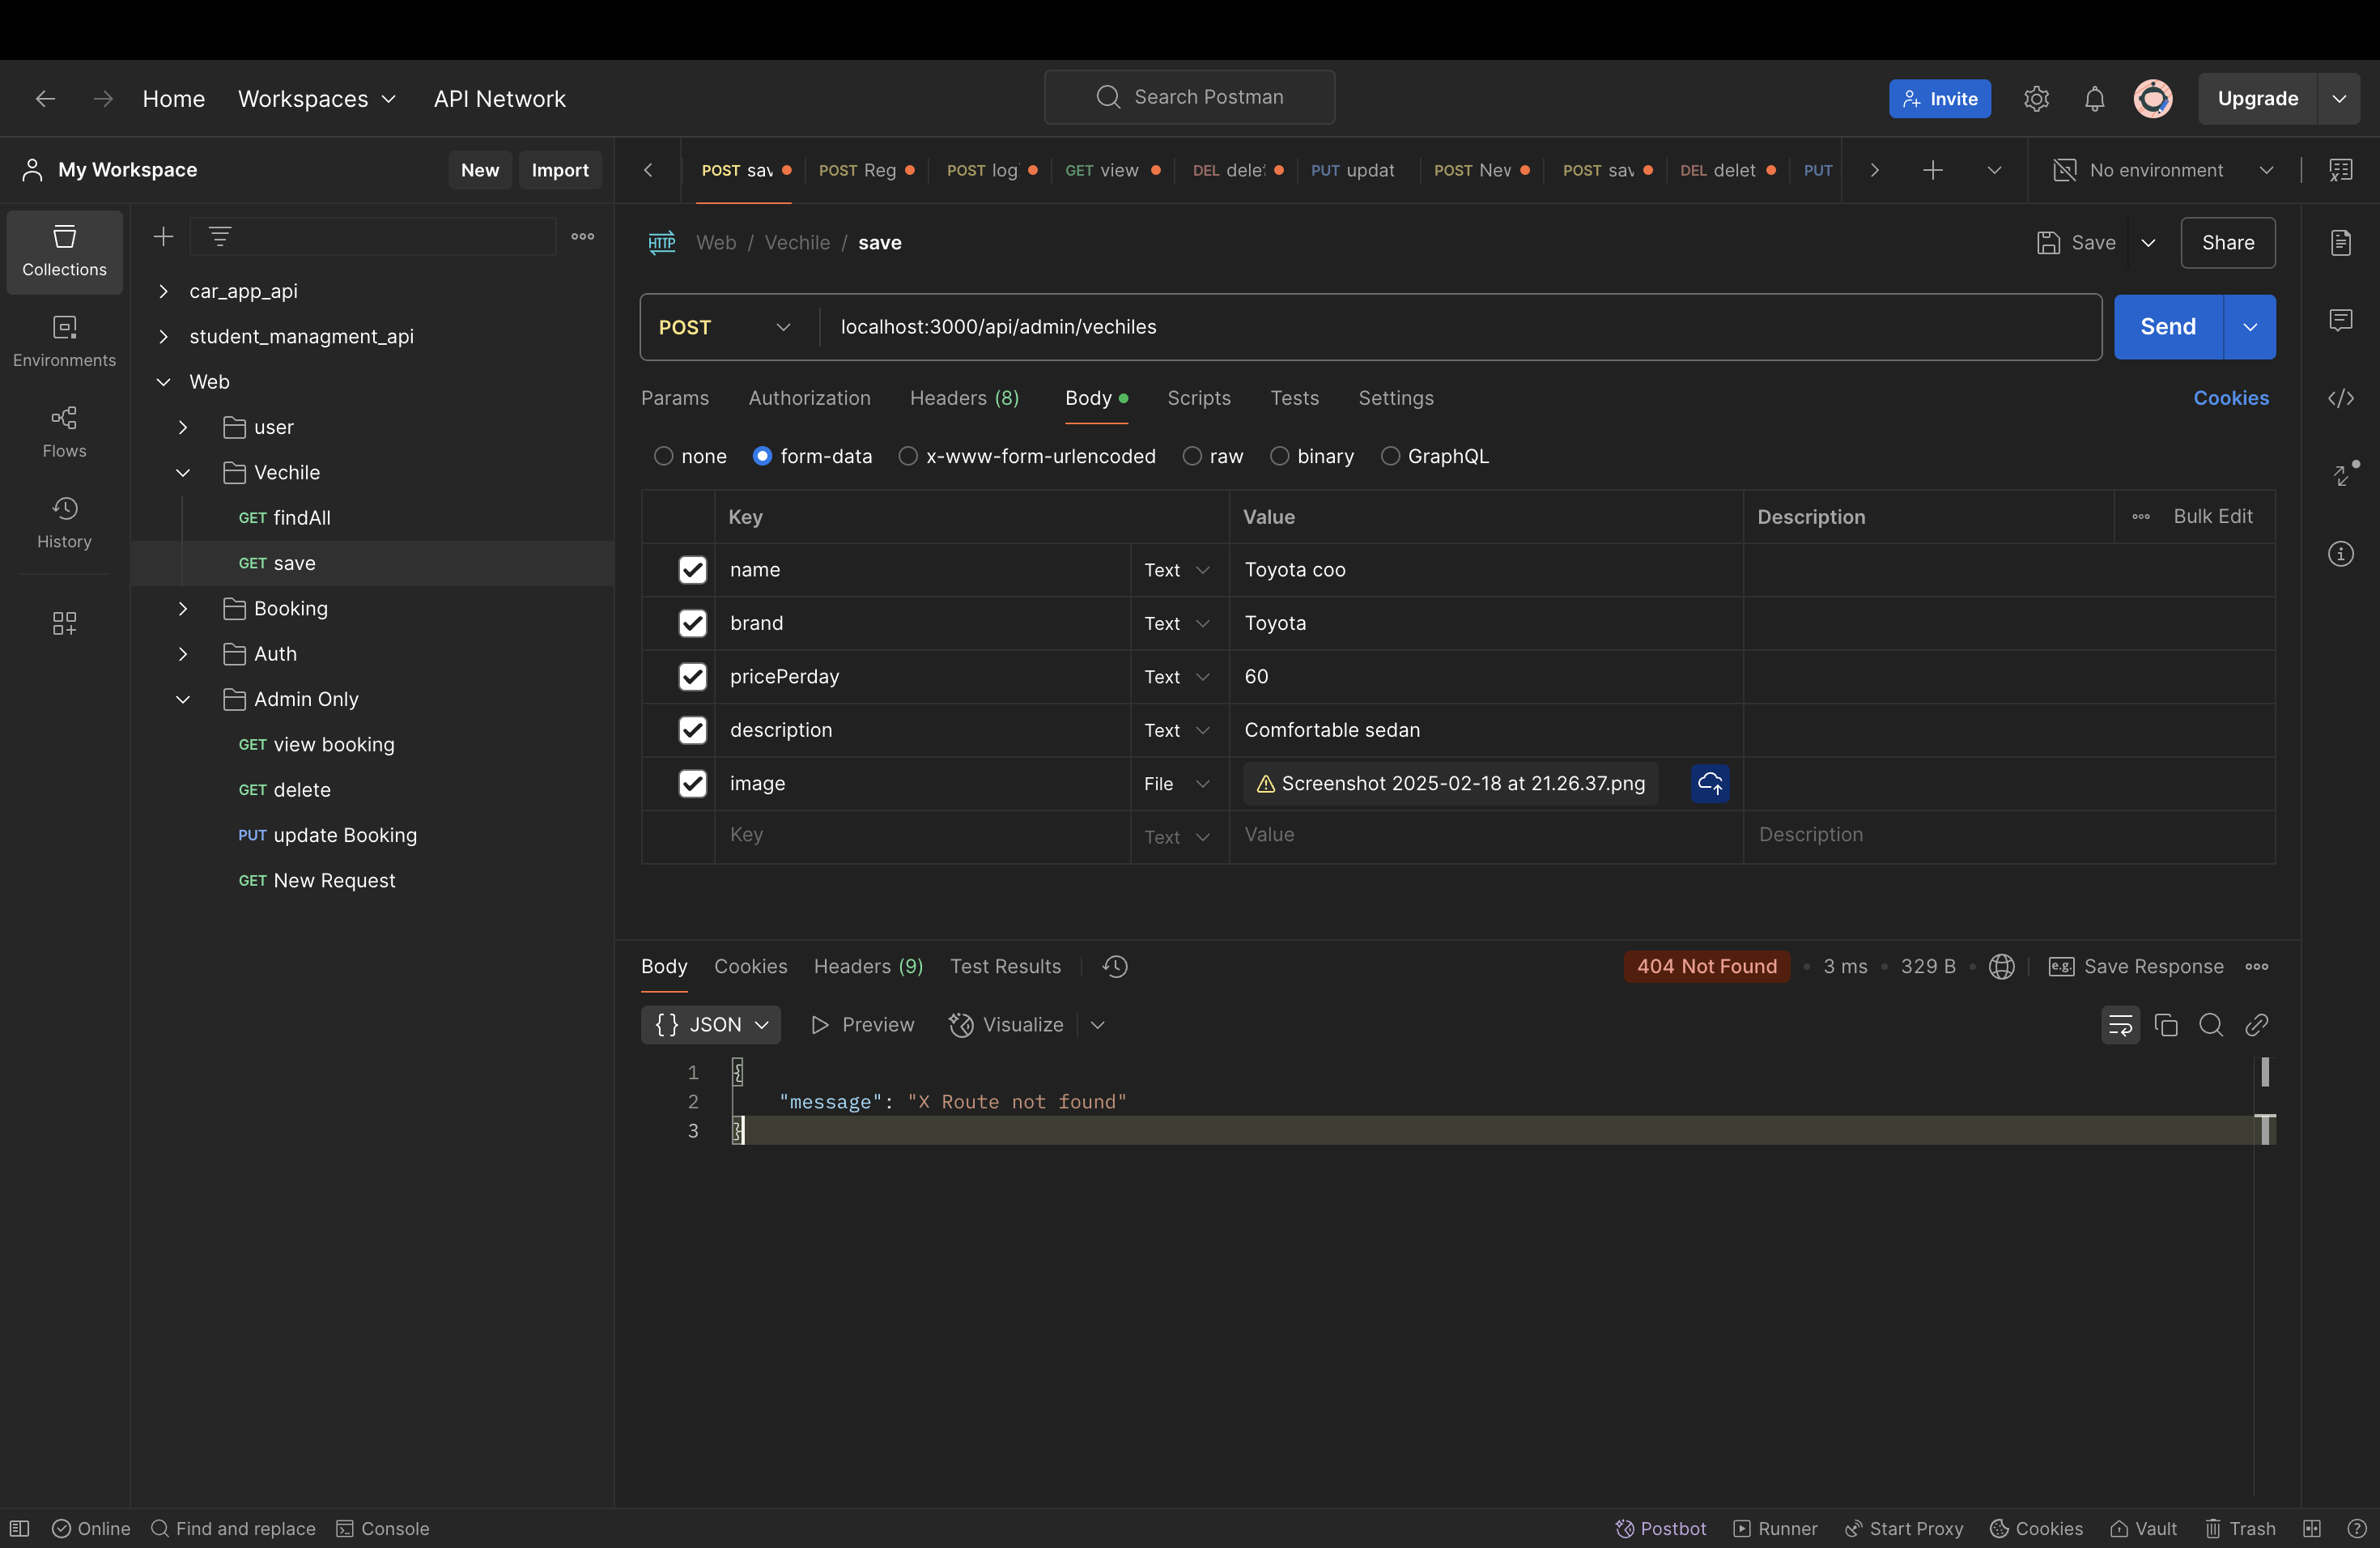 Home Workspaces API Network Search Postman Invite Upgrade
My Workspace New Import POST sav POST Reg POST log GET view DEL dele PUT updat POST New POST sav DEL delet PUT No environment
Collections
Environments
Flows
History
car_app_api
student_managment_api
Web
user
Vechile
GET findAll
GET save
Booking
Auth
Admin Only
GET view booking
GET delete
PUT update Booking
GET New Request
HTTP Web / Vechile / save Save Share
POST localhost:3000/api/admin/vechiles Send
Params Authorization Headers (8) Body Scripts Tests Settings Cookies
none form-data x-www-form-urlencoded raw binary GraphQL
Key Value Description Bulk Edit
name Text Toyota coo
brand Text Toyota
pricePerday Text 60
description Text Comfortable sedan
image File Screenshot 2025-02-18 at 21.26.37.png
Key Text Value Description
Body Cookies Headers (9) Test Results 404 Not Found • 3 ms • 329 B • e.g. Save Response
{} JSON Preview Visualize
1 {
2 "message": "X Route not found"
3 }
Online Find and replace Console Postbot Runner Start Proxy Cookies Vault Trash